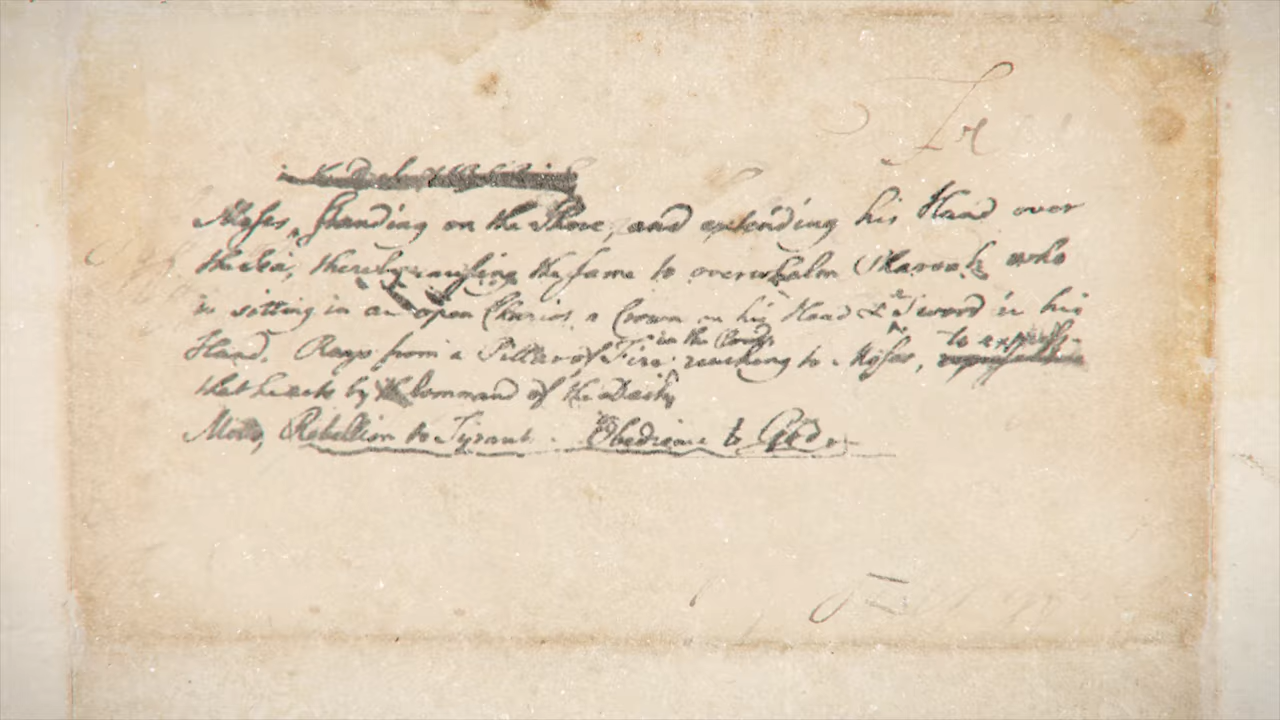 Moses, standing on the Shore, and extending his Hand over
the Sea, thereby causing the same to overwhelm Pharaoh who
is sitting in an open Chariot, a Crown on his Head & a Sword in his
Hand. Rays from a Pillar of Fire in the Clouds reaching to Moses, to express
that he acts by the Command of the Deity
Motto, Rebellion to Tyrants Obedience to God.